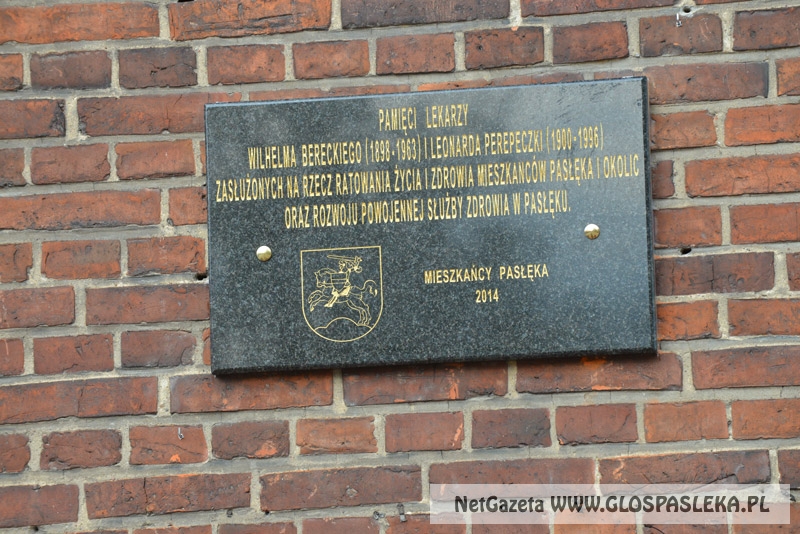 PAMIĘCI LEKARZY
WILHELMA BERECKIEGO (1898-1963) I LEONARDA PEREPECZKI (1900-1996)
ZASŁUŻONYCH NA RZECZ RATOWANIA ŻYCIA I ZDROWIA MIESZKAŃCÓW PASŁĘKA I OKOLIC
ORAZ ROZWOJU POWOJENNEJ SŁUŻBY ZDROWIA W PASŁĘKU.
MIESZKAŃCY PASŁĘKA
2014
NetGazeta WWW.GLOSPASLEKA.PL